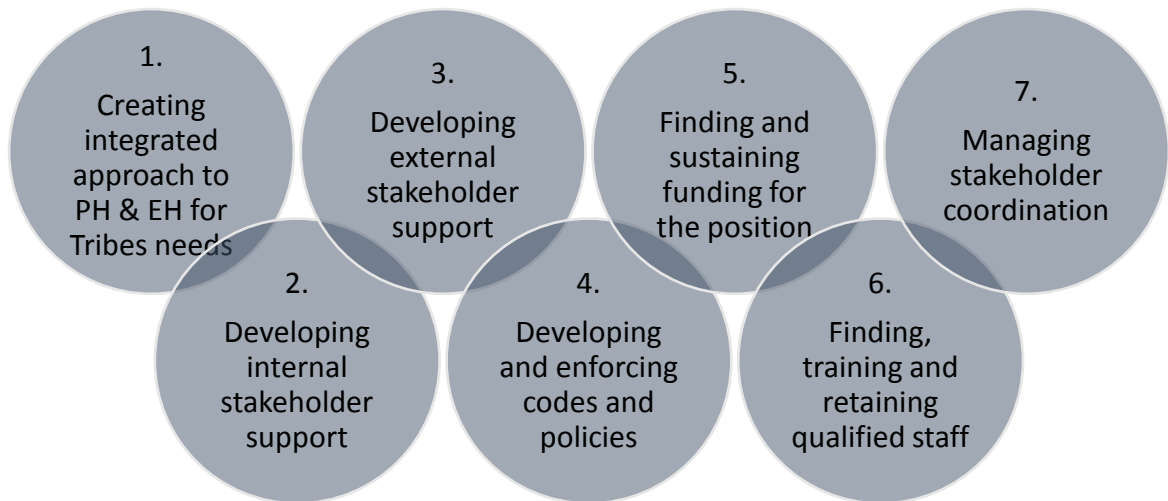 1.
Creating
integrated
approach to
PH & EH for
Tribes needs
2.
Developing
internal
stakeholder
support
3.
Developing
external
stakeholder
support
4.
Developing
and enforcing
codes and
policies
5.
Finding and
sustaining
funding for
the position
6.
Finding,
training and
retaining
qualified staff
7.
Managing
stakeholder
coordination